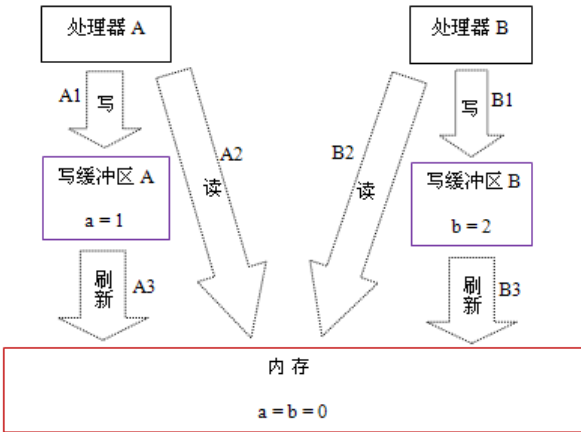 处理器 A
处理器 B
A1
写
写
B1
A2
读
B2
读
写缓冲区 A
a = 1
写缓冲区 B
b = 2
刷新
A3
刷新
B3
内 存
a = b = 0